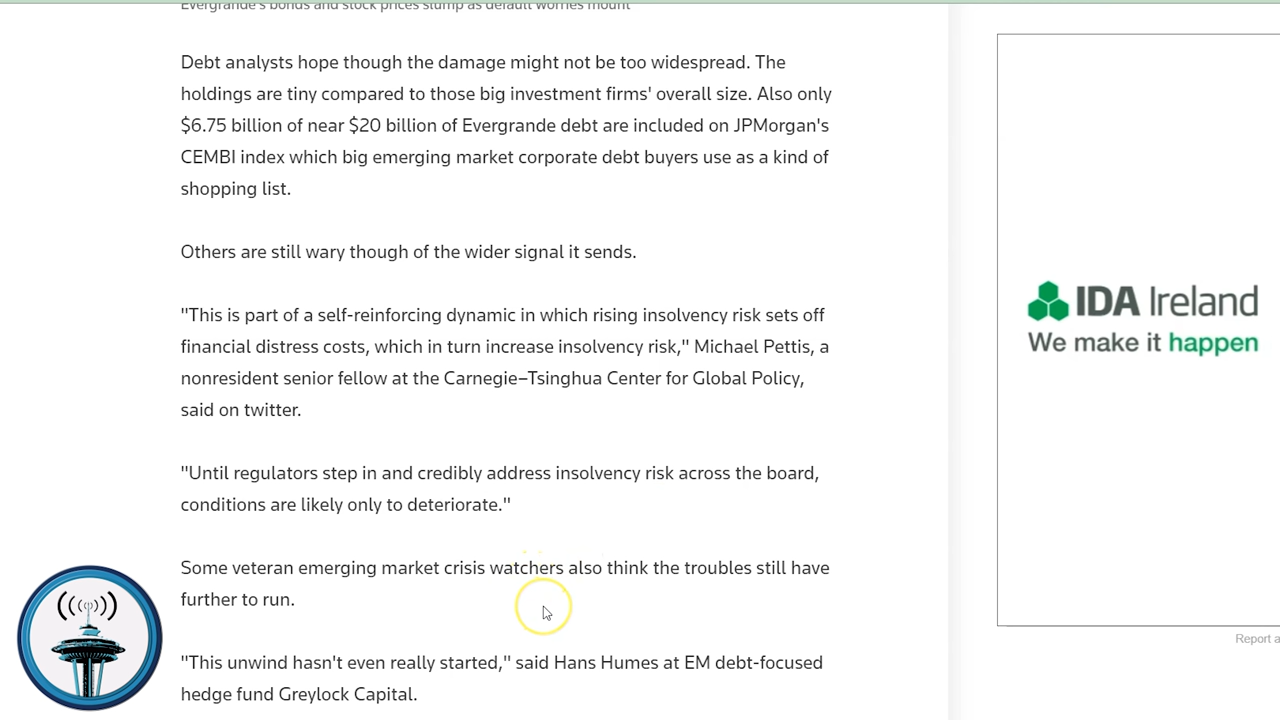 Evergrande's bonds and stock prices slump as default worries mount
Debt analysts hope though the damage might not be too widespread. The
holdings are tiny compared to those big investment firms' overall size. Also only
$6.75 billion of near $20 billion of Evergrande debt are included on JPMorgan's
CEMBI index which big emerging market corporate debt buyers use as a kind of
shopping list.
Others are still wary though of the wider signal it sends.
"This is part of a self-reinforcing dynamic in which rising insolvency risk sets off
financial distress costs, which in turn increase insolvency risk," Michael Pettis, a
nonresident senior fellow at the Carnegie–Tsinghua Center for Global Policy,
said on twitter.
"Until regulators step in and credibly address insolvency risk across the board,
conditions are likely only to deteriorate."
Some veteran emerging market crisis watchers also think the troubles still have
further to run.
"This unwind hasn't even really started," said Hans Humes at EM debt-focused
hedge fund Greylock Capital.
IDA Ireland
We make it happen
Report a